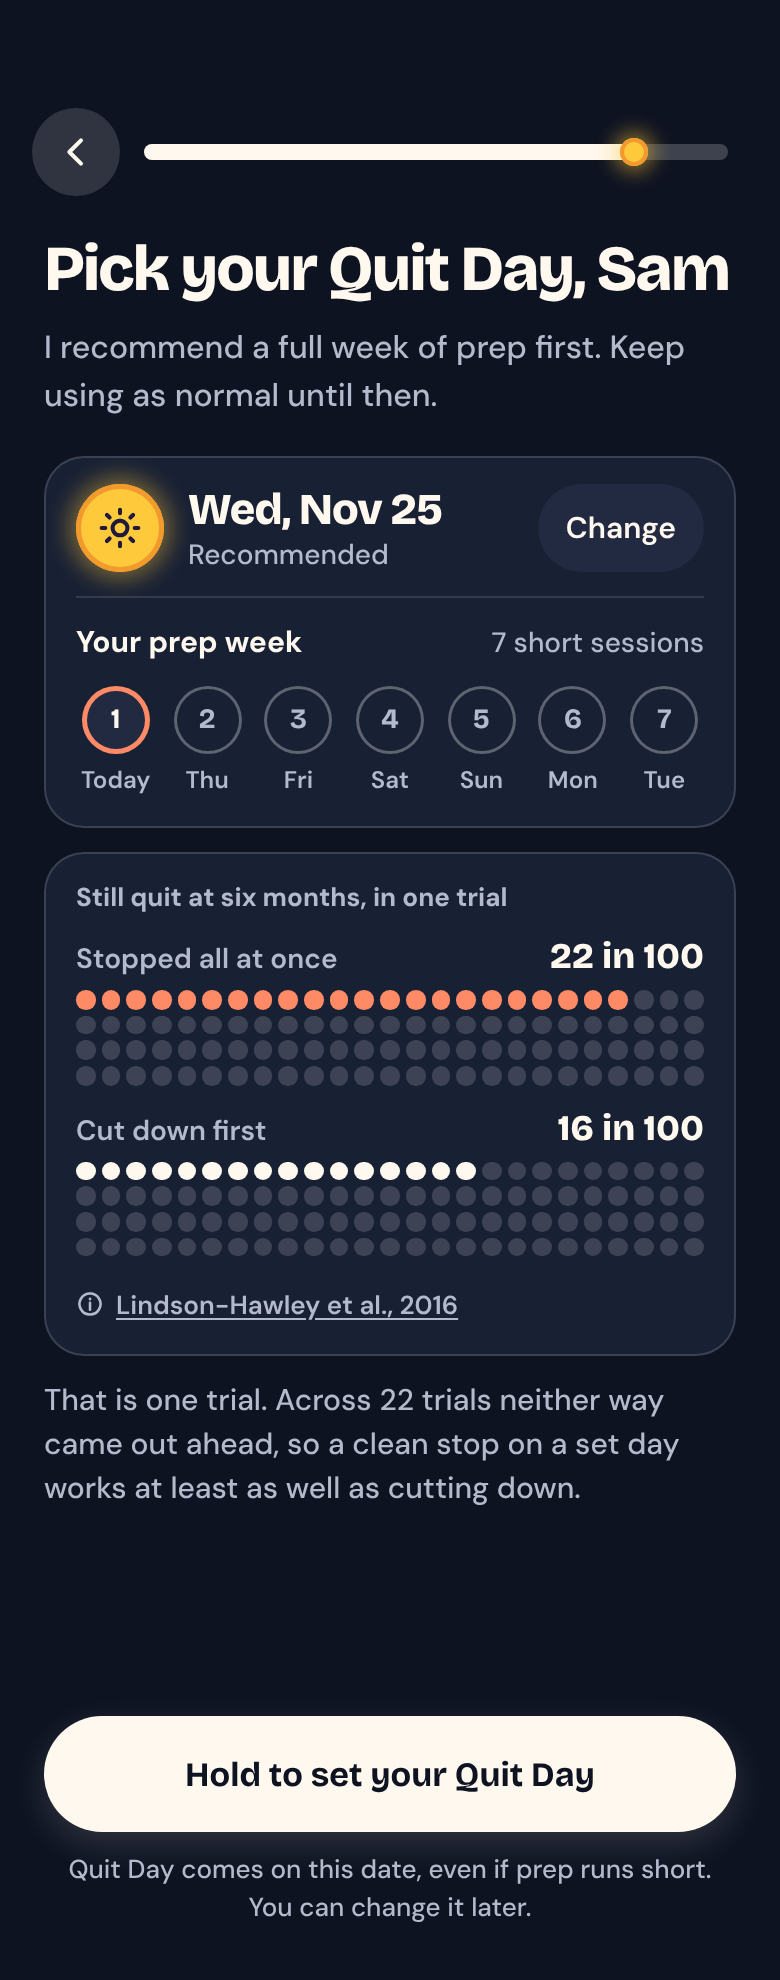 Pick your Quit Day, Sam
I recommend a full week of prep first. Keep
using as normal until then.
Wed, Nov 25
Recommended
Change
Your prep week
7 short sessions
1 2 3 4 5 6 7
Today Thu Fri Sat Sun Mon Tue
Still quit at six months, in one trial
Stopped all at once
22 in 100
Cut down first
16 in 100
Lindson-Hawley et al., 2016
That is one trial. Across 22 trials neither way
came out ahead, so a clean stop on a set day
works at least as well as cutting down.
Hold to set your Quit Day
Quit Day comes on this date, even if prep runs short.
You can change it later.